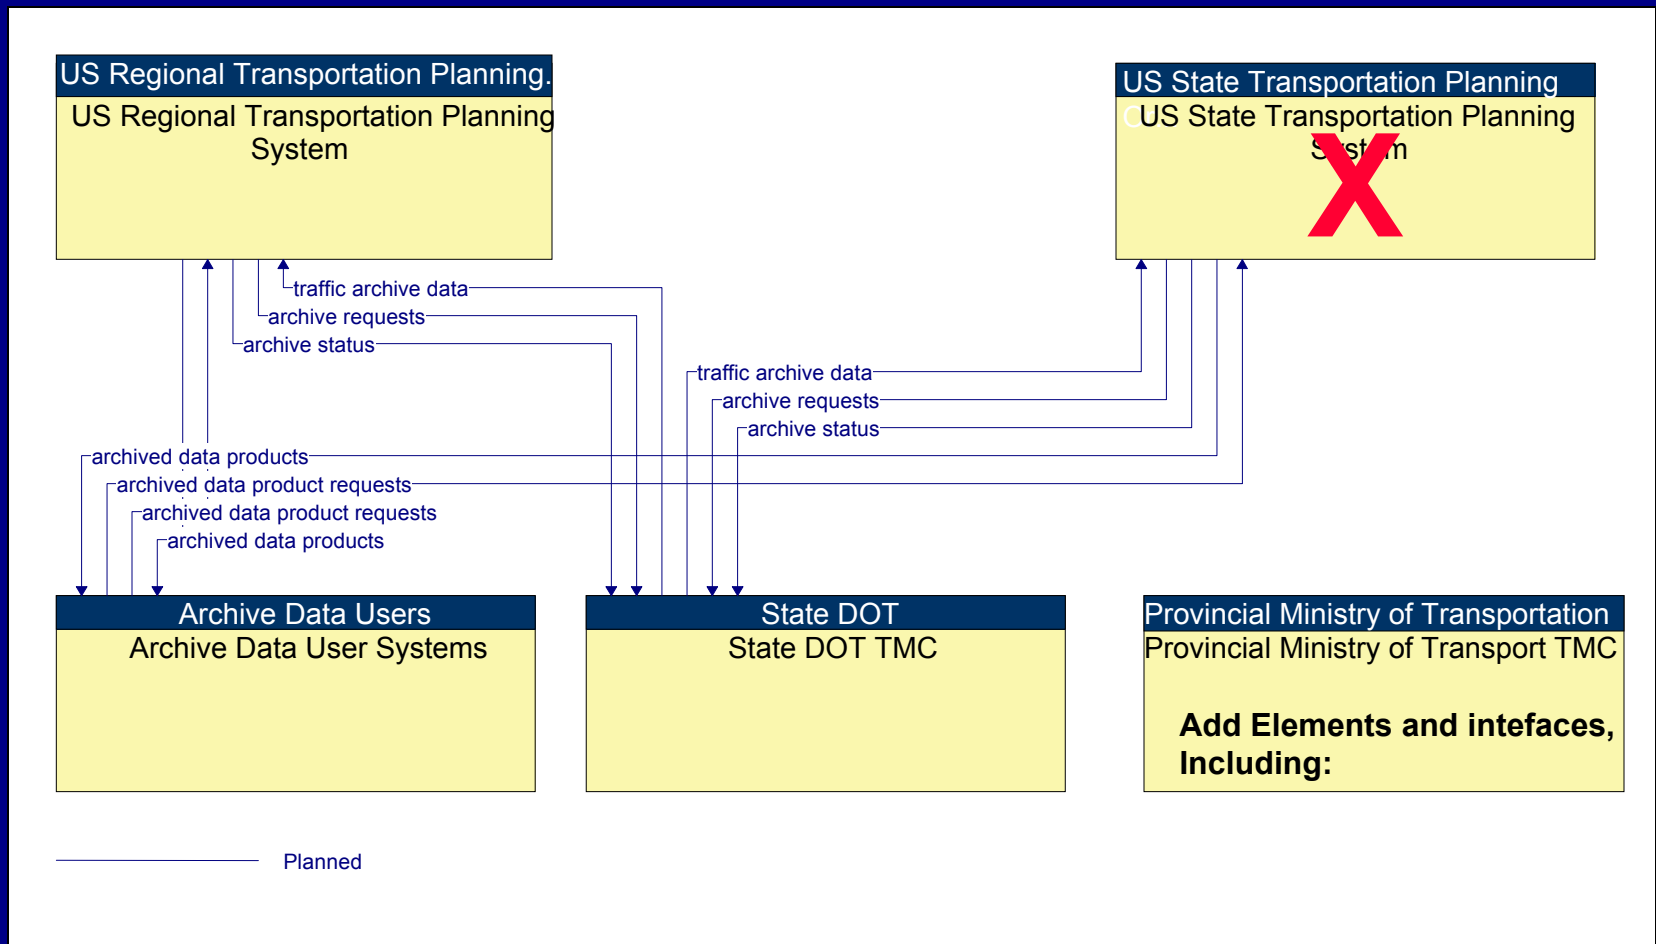 US Regional Transportation Planning.
US Regional Transportation Planning
System
US State Transportation Planning
US State Transportation Planning
System
X
traffic archive data
archive requests
archive status
traffic archive data
archive requests
archive status
archived data products
archived data product requests
archived data product requests
archived data products
Archive Data Users
Archive Data User Systems
State DOT
State DOT TMC
Provincial Ministry of Transportation
Provincial Ministry of Transport TMC
Add Elements and intefaces,
Including:
Planned